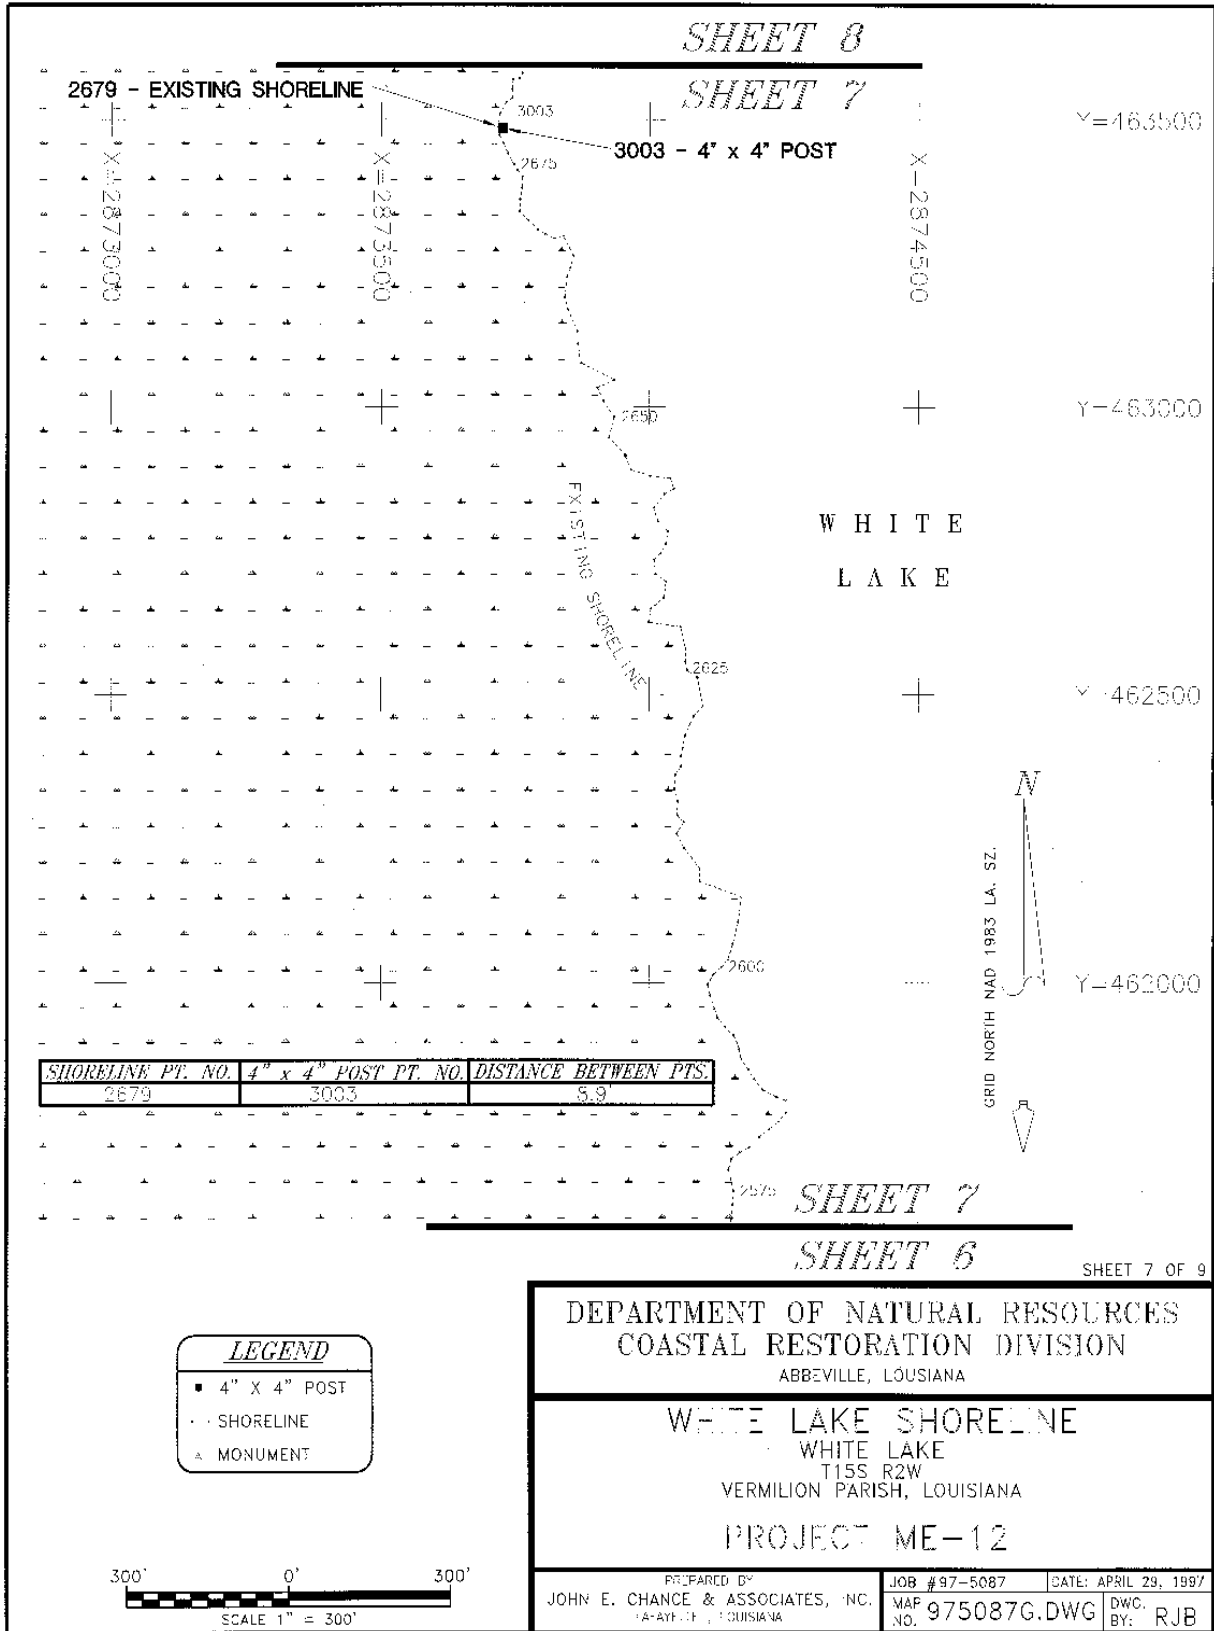 SHEET 8
SHEET 7
2679 - EXISTING SHORELINE
3003
3003 - 4" x 4" POST
2675
Y=463500
X=2873000
X=2873500
X-2874500
2650
Y-463000
EXISTING SHORELINE
WHITE
LAKE
2625
Y 462500
N
GRID NORTH NAD 1983 LA. SZ.
2600
Y-462000
SHORELINE PT. NO. 4" x 4" POST PT. NO. DISTANCE BETWEEN PTS.
2679 3003
2575
SHEET 7
SHEET 6
SHEET 7 OF 9
LEGEND
4" X 4" POST
SHORELINE
MONUMENT
DEPARTMENT OF NATURAL RESOURCES
COASTAL RESTORATION DIVISION
ABBEVILLE, LOUSIANA
WHITE LAKE SHORELINE
WHITE LAKE
T15S R2W
VERMILION PARISH, LOUISIANA
PROJECT ME-12
300' 0' 300'
SCALE 1" = 300'
PREPARED BY
JOHN E. CHANCE & ASSOCIATES, INC.
LAFAYETTE, LOUISIANA
JOB #97-5087 DATE: APRIL 29, 1997
MAP NO. 975087G.DWG DWG. BY: RJB